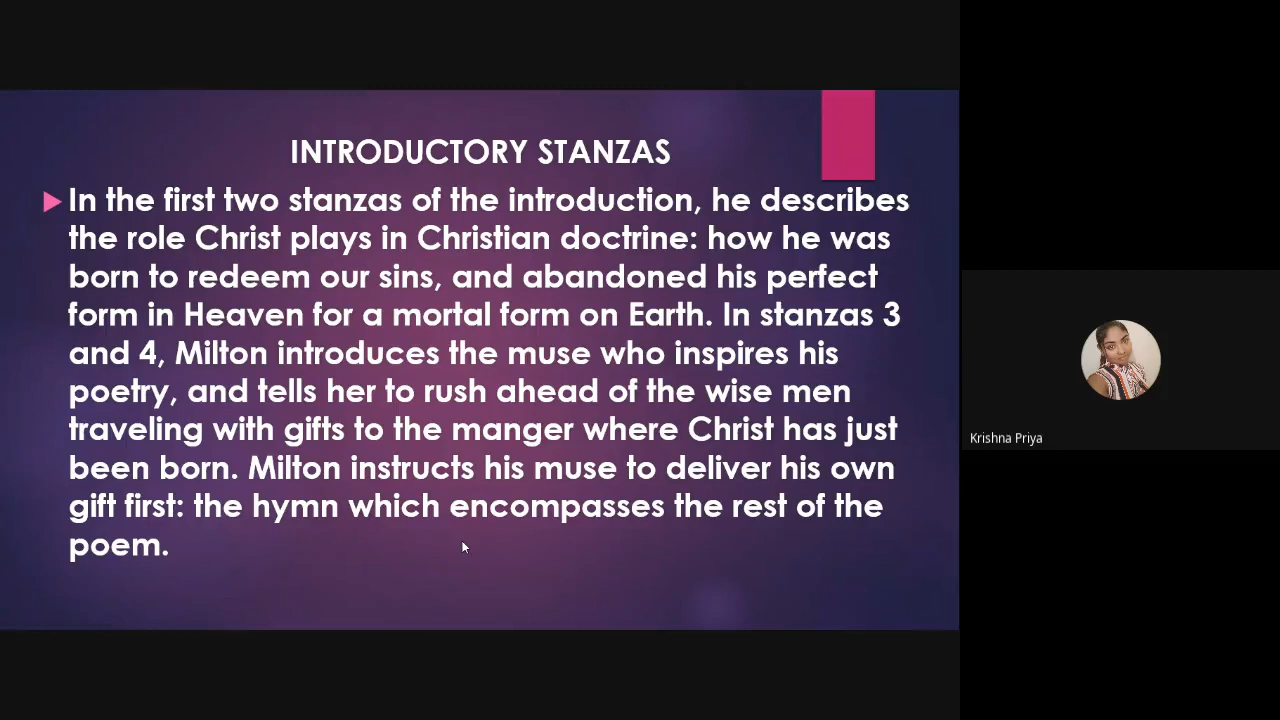 INTRODUCTORY STANZAS
In the first two stanzas of the introduction, he describes
the role Christ plays in Christian doctrine: how he was
born to redeem our sins, and abandoned his perfect
form in Heaven for a mortal form on Earth. In stanzas 3
and 4, Milton introduces the muse who inspires his
poetry, and tells her to rush ahead of the wise men
traveling with gifts to the manger where Christ has just
been born. Milton instructs his muse to deliver his own
gift first: the hymn which encompasses the rest of the
poem.
Krishna Priya